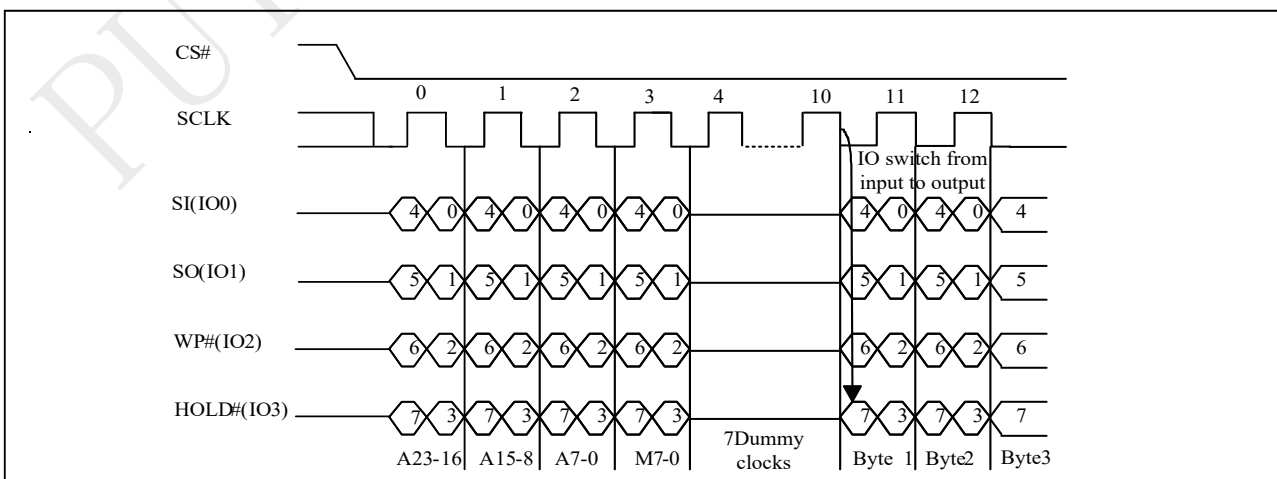 PU
CS#
0 1 2 3 4 10 11 12
SCLK
IO switch from
input to output
SI(IO0) 4 0 4 0 4 0 4 0 4 0 4 0 4
SO(IO1) 5 1 5 1 5 1 5 1 5 1 5 1 5
WP#(IO2) 6 2 6 2 6 2 6 2 6 2 6 2 6
HOLD#(IO3) 7 3 7 3 7 3 7 3 7 3 7 3 7
7Dummy
clocks
A23-16 A15-8 A7-0 M7-0 Byte 1 Byte2 Byte3